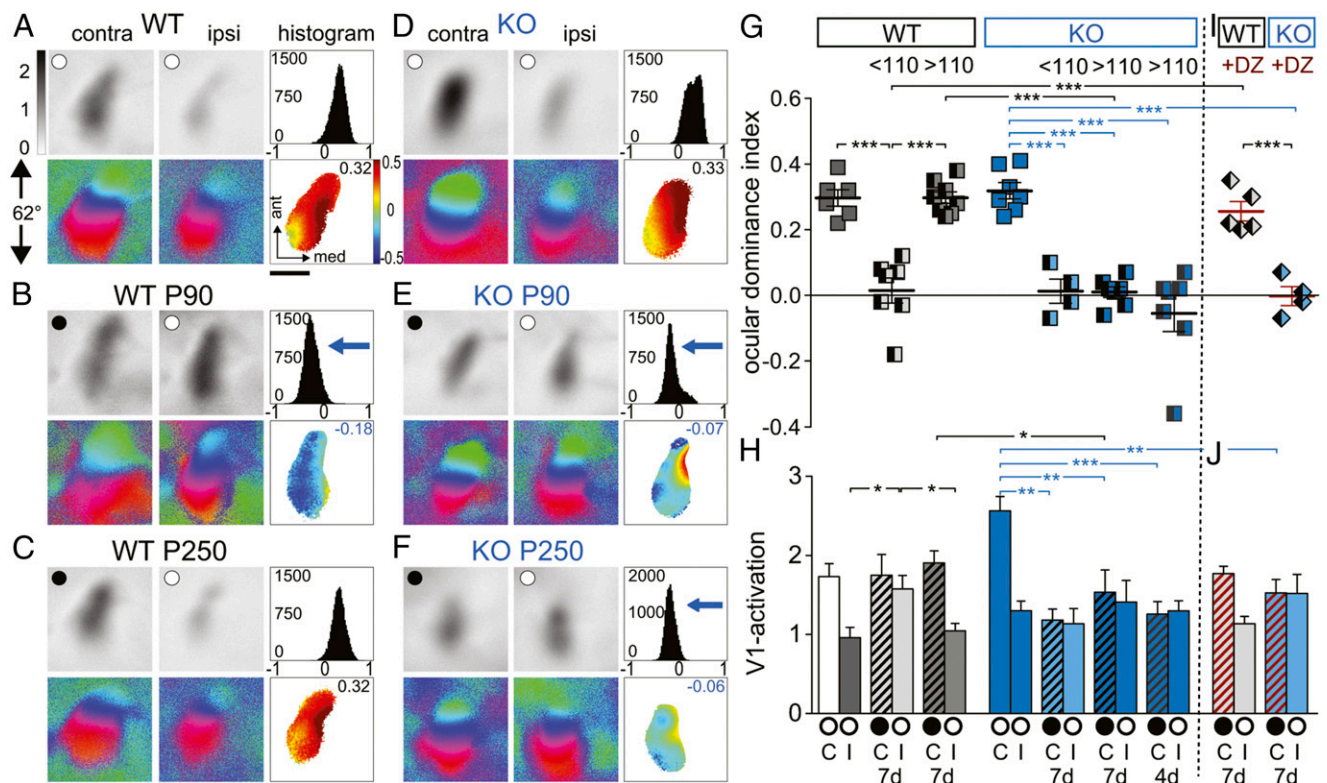 A WT
contra ipsi histogram
2
1
0
1500
750
0
-1 0 1
62°
ant
med
0.32
0.5
0
-0.5
B WT P90
1500
750
0
-1 0 1
-0.18
C WT P250
1500
750
0
-1 0 1
0.32
D KO
contra ipsi
1500
750
0
-1 0 1
0.33
E KO P90
1500
750
0
-1 0 1
-0.07
F KO P250
2000
1000
0
-1 0 1
-0.06
G
WT KO
<110 >110 <110 >110 >110
I WT KO
+DZ +DZ
***
***
***
***
***
***
*** *** *** ***
ocular dominance index
0.6
0.4
0.2
0.0
-0.2
-0.4
H
J
* **
***
**
* * **
V1-activation
3
2
1
0
C I C I C I C I C I C I C I C I C I
7d 7d 7d 7d 4d 7d 7d